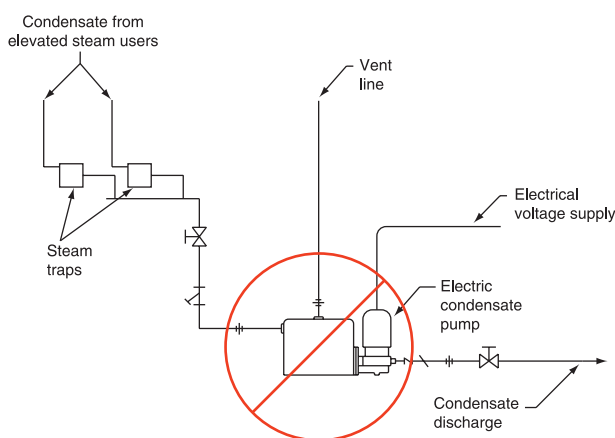 Condensate from
elevated steam users
Vent
line
Electrical
voltage supply
Steam
traps
Electric
condensate
pump
Condensate
discharge